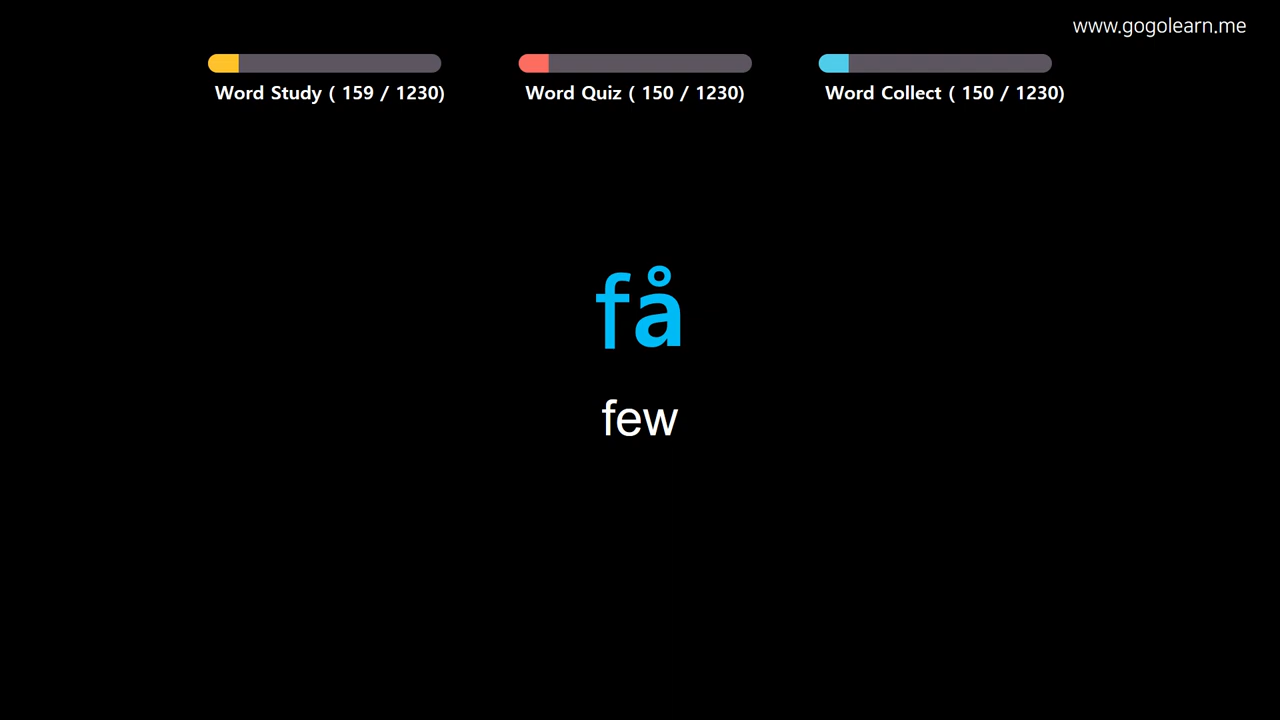 www.gogolearn.me
Word Study ( 159 / 1230)
Word Quiz ( 150 / 1230)
Word Collect ( 150 / 1230)
få
few